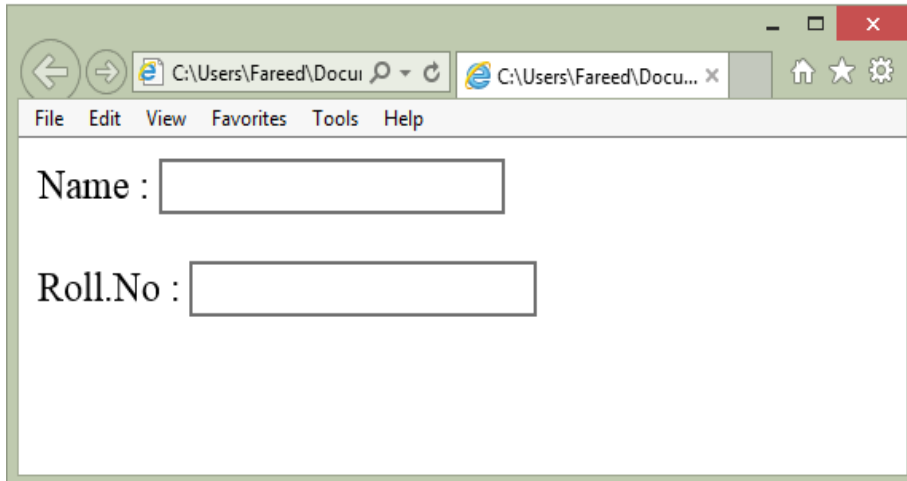 C:\Users\Fareed\Docu C:\Users\Fareed\Docu...
File Edit View Favorites Tools Help
Name :
Roll.No :